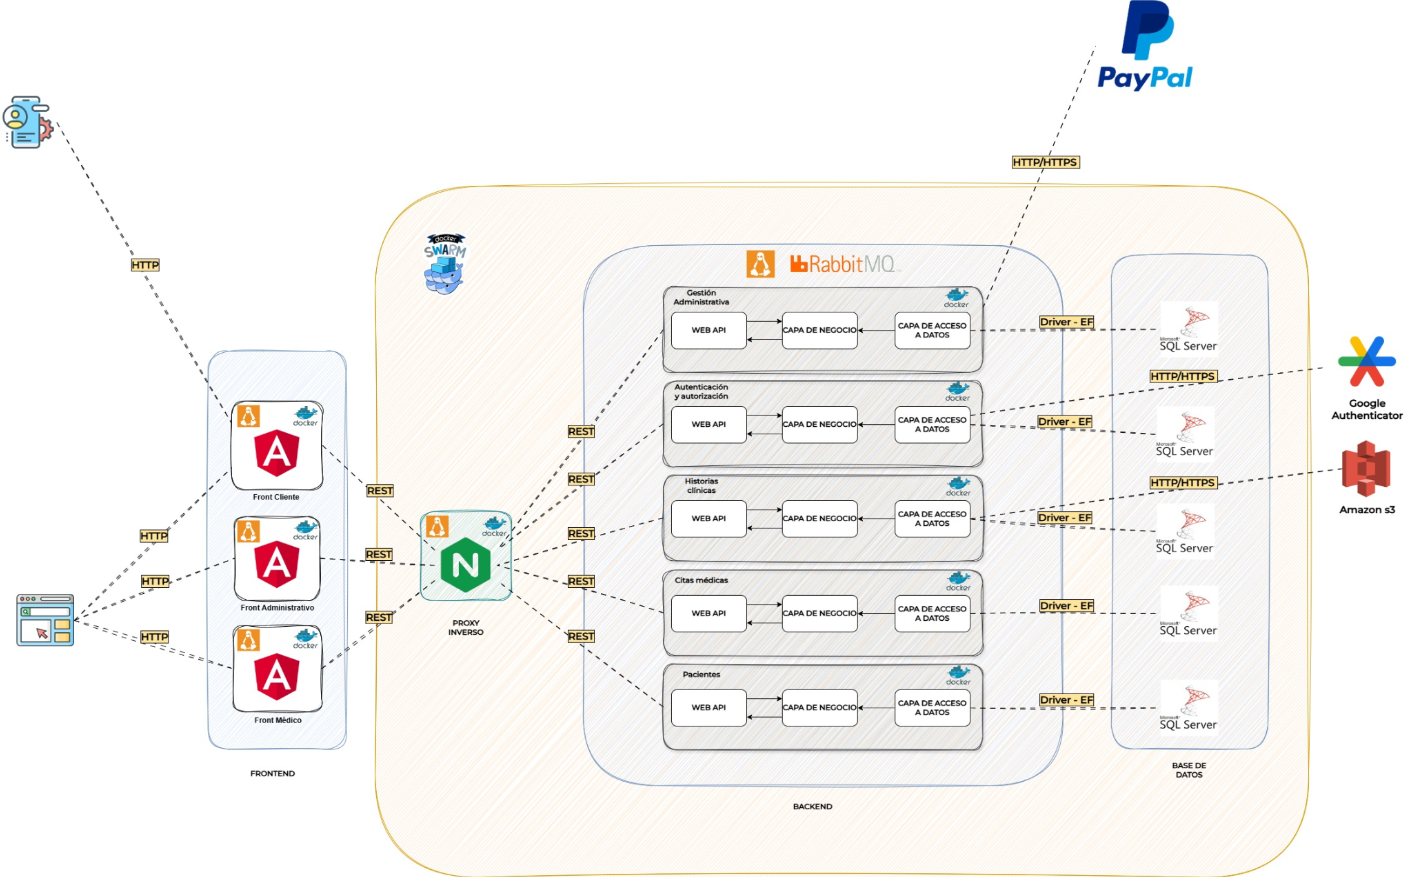 PayPal
HTTP/HTTPS
HTTP
docker
SWARM
RabbitMQ
Gestión
Administrativa
docker
WEB API
CAPA DE NEGOCIO
CAPA DE ACCESO
A DATOS
Driver - EF
Microsoft
SQL Server
Autenticación
y autorización
docker
WEB API
CAPA DE NEGOCIO
CAPA DE ACCESO
A DATOS
HTTP/HTTPS
Driver - EF
Microsoft
SQL Server
Google
Authenticator
Historias
clínicas
docker
WEB API
CAPA DE NEGOCIO
CAPA DE ACCESO
A DATOS
HTTP/HTTPS
Driver - EF
Microsoft
SQL Server
Amazon s3
Citas médicas
docker
WEB API
CAPA DE NEGOCIO
CAPA DE ACCESO
A DATOS
Driver - EF
Microsoft
SQL Server
Pacientes
docker
WEB API
CAPA DE NEGOCIO
CAPA DE ACCESO
A DATOS
Driver - EF
Microsoft
SQL Server
REST
REST
REST
REST
REST
docker
A
Front Cliente
docker
A
Front Administrativo
docker
A
Front Médico
HTTP
HTTP
HTTP
REST
REST
REST
docker
N
PROXY
INVERSO
FRONTEND
BACKEND
BASE DE
DATOS